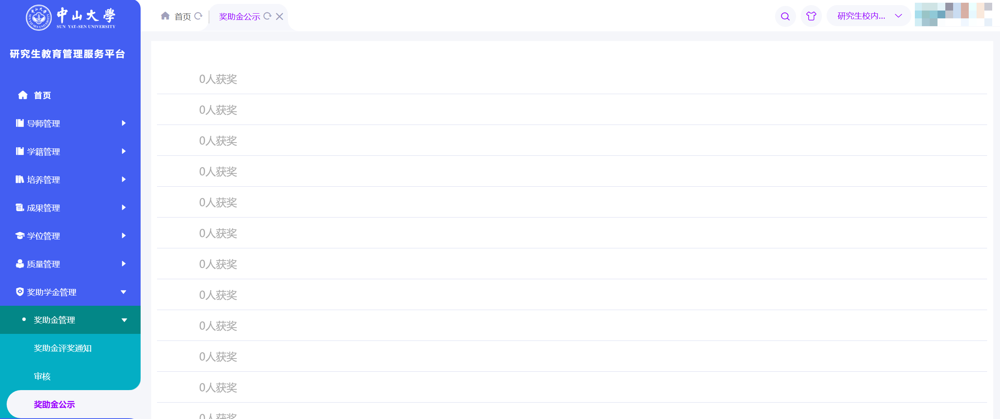 中山大學
SUN YAT-SEN UNIVERSITY
研究生教育管理服务平台
首页
导师管理
学籍管理
培养管理
成果管理
学位管理
质量管理
奖助学金管理
奖助金管理
奖助金评奖通知
审核
奖助金公示
首页
奖助金公示
研究生校内...
0人获奖
0人获奖
0人获奖
0人获奖
0人获奖
0人获奖
0人获奖
0人获奖
0人获奖
0人获奖
0人获奖
0人获奖